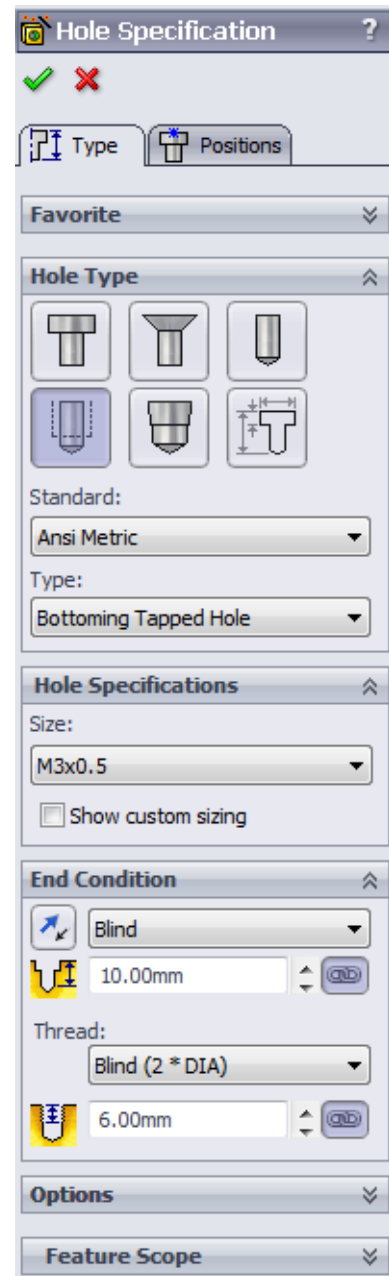 Hole Specification ?
Type Positions
Favorite
Hole Type
Standard:
Ansi Metric
Type:
Bottoming Tapped Hole
Hole Specifications
Size:
M3x0.5
Show custom sizing
End Condition
Blind
10.00mm
Thread:
Blind (2 * DIA)
6.00mm
Options
Feature Scope